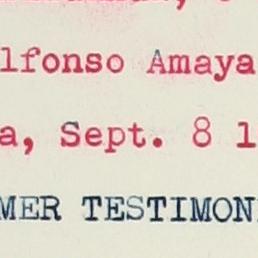 lfonso Amaya
a, Sept. 8 1
MER TESTIMON